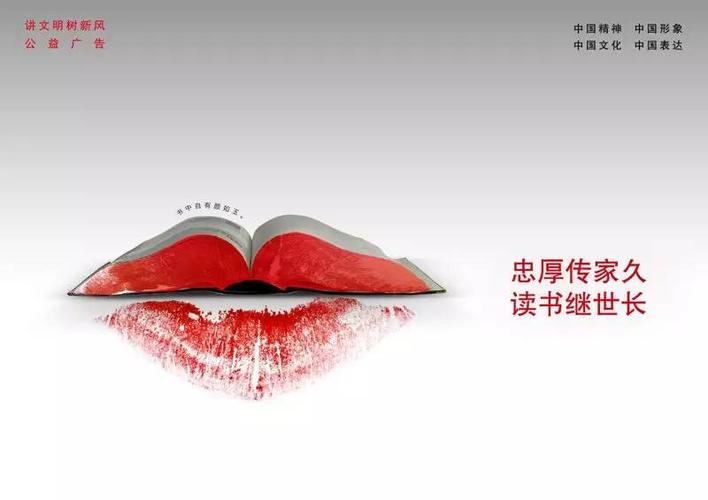 讲文明树新风
公益广告
中国精神 中国形象
中国文化 中国表达
书中自有颜如玉。
忠厚传家久
读书继世长